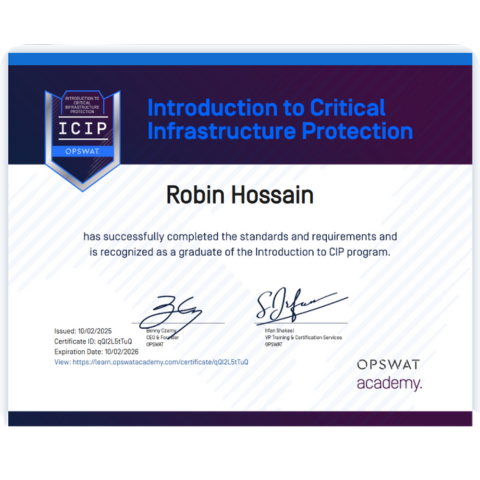 INTRODUCTION TO
CRITICAL
INFRASTRUCTURE
PROTECTION
ICIP
OPSWAT.
Introduction to Critical
Infrastructure Protection
Robin Hossain
has successfully completed the standards and requirements and
is recognized as a graduate of the Introduction to CIP program.
Benny Czarny
CEO & Founder
OPSWAT
Irfan Shakeel
VP Training & Certification Services
OPSWAT
Issued: 10/02/2025
Certificate ID: qQl2L5tTuQ
Expiration Date: 10/02/2026
View: https://learn.opswatacademy.com/certificate/qQl2L5tTuQ
OPSWAT
academy.